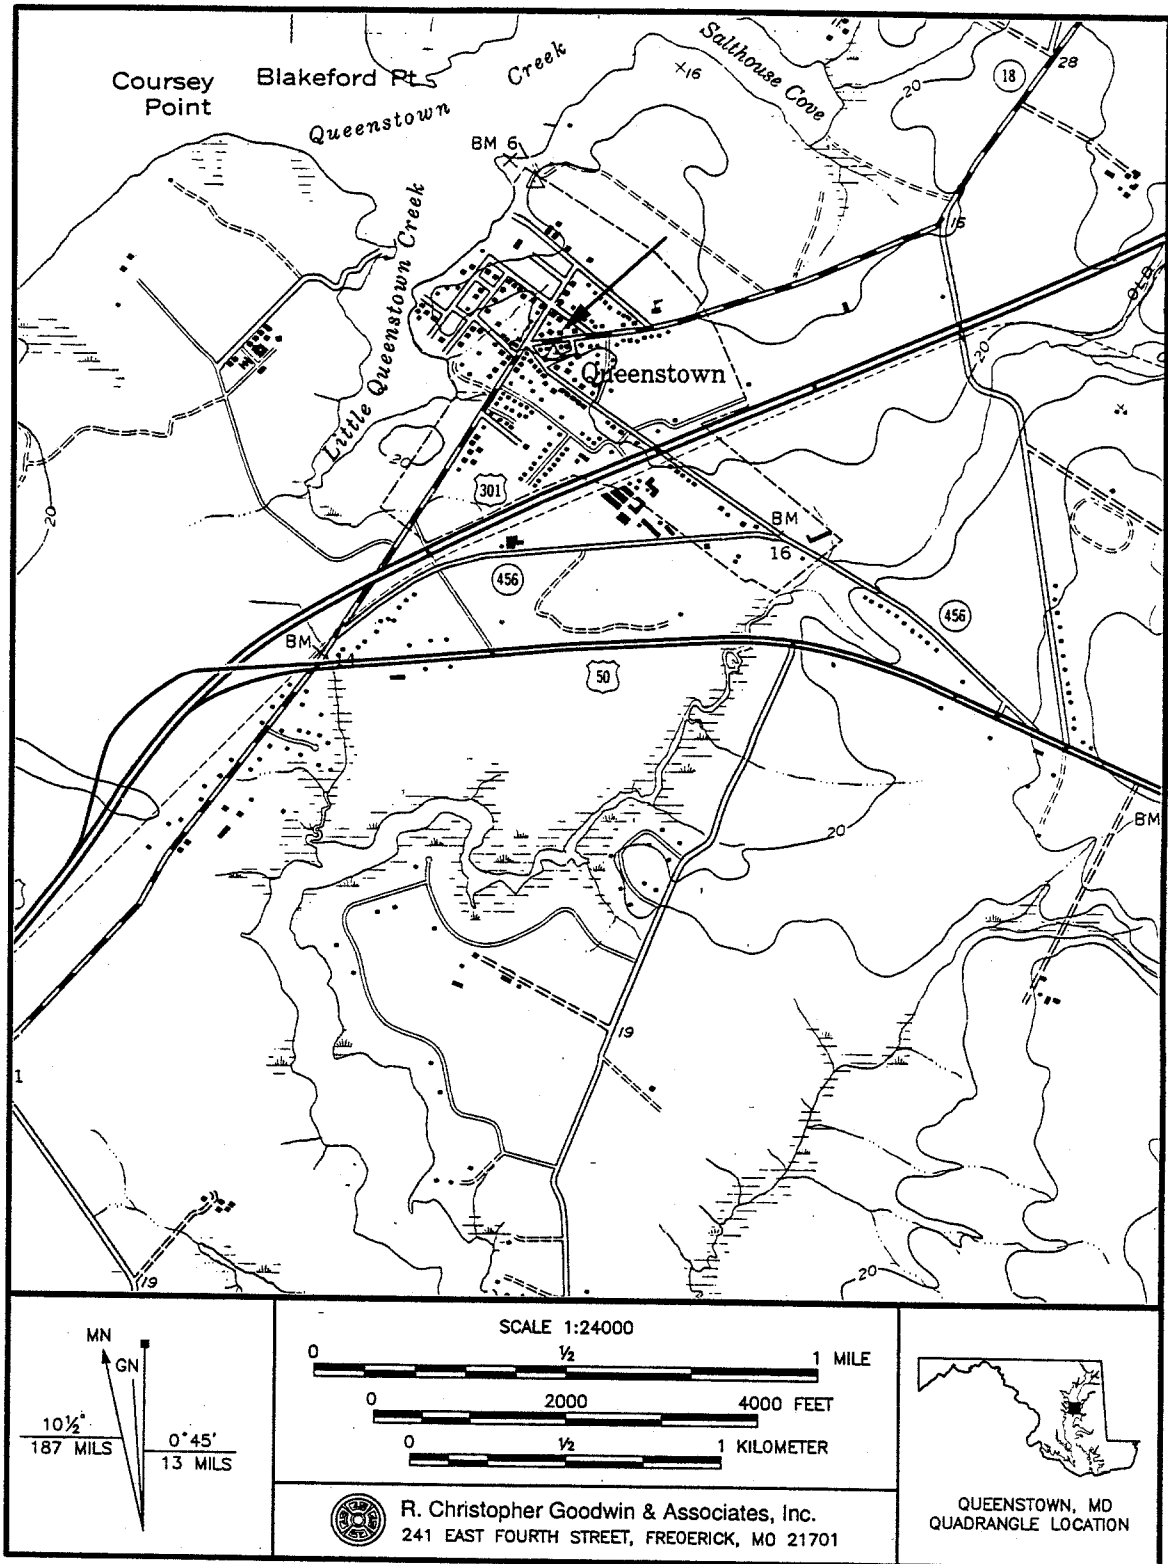 Coursey
Point
Blakeford Pt
Queenstown
Creek
Salthouse Cove
16
20
18
28
BM 6
Little Queenstown Creek
15
OLD
20
Queenstown
20
20
301
BM
16
456
456
BM
14
50
20
BM
19
1
19
20
MN
GN
10½°
187 MILS
0°45'
13 MILS
SCALE 1:24000
0 ½ 1 MILE
0 2000 4000 FEET
0 ½ 1 KILOMETER
R. Christopher Goodwin & Associates, Inc.
241 EAST FOURTH STREET, FREDERICK, MD 21701
QUEENSTOWN, MD
QUADRANGLE LOCATION